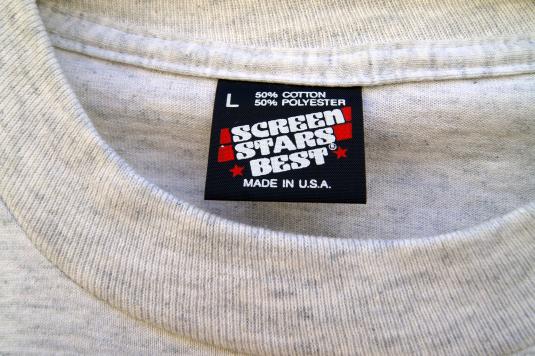 L 50% COTTON
50% POLYESTER
SCREEN
STARS
BEST®
MADE IN U.S.A.